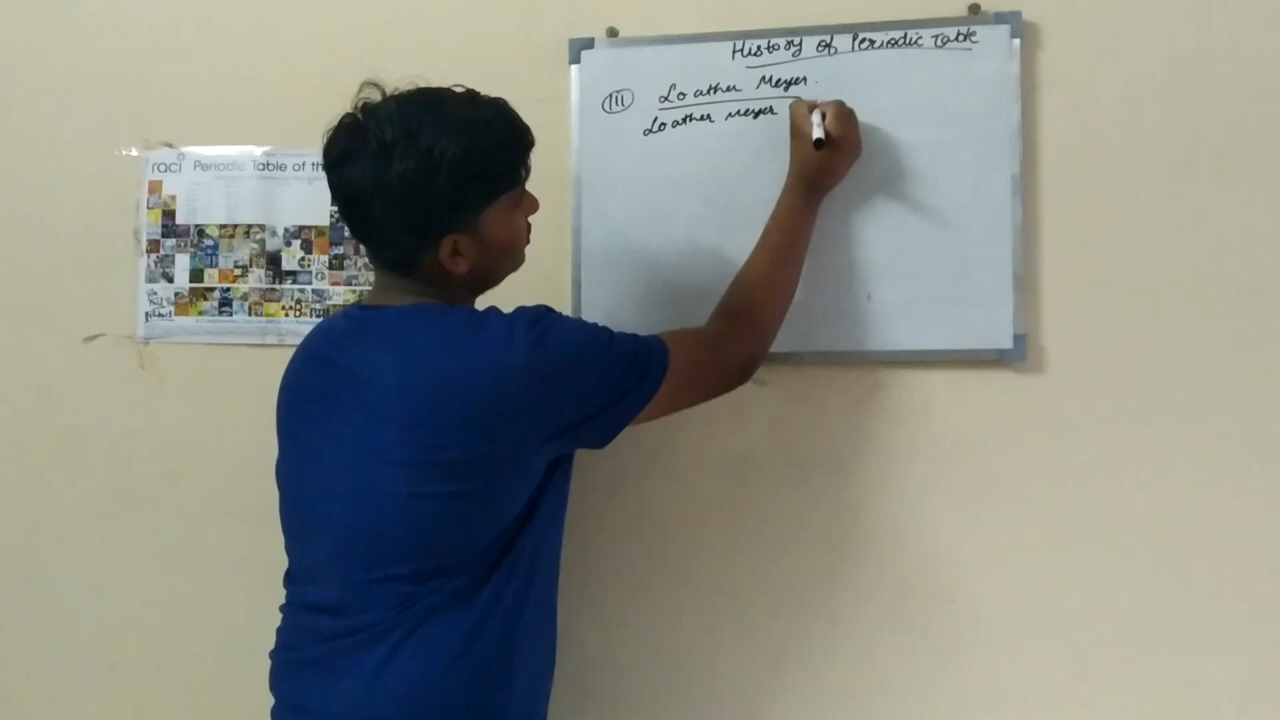 History of Periodic Table
III Loather Meyer.
Loather Meyer
raci Periodic Table of the